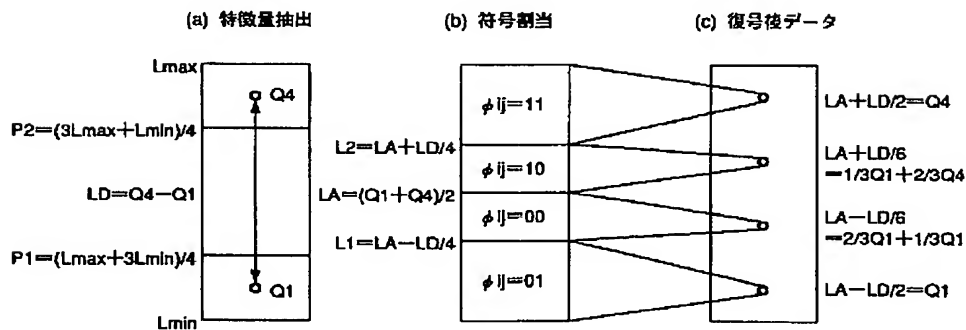 (a) 特徴量抽出
Lmax
Q4
P2=(3Lmax+Lmin)/4
LD=Q4−Q1
P1=(Lmax+3Lmin)/4
Q1
Lmin
(b) 符号割当
φij=11
L2=LA+LD/4
φij=10
LA=(Q1+Q4)/2
φij=00
L1=LA−LD/4
φij=01
(c) 復号後データ
LA+LD/2=Q4
LA+LD/6
=1/3Q1+2/3Q4
LA−LD/6
=2/3Q1+1/3Q1
LA−LD/2=Q1